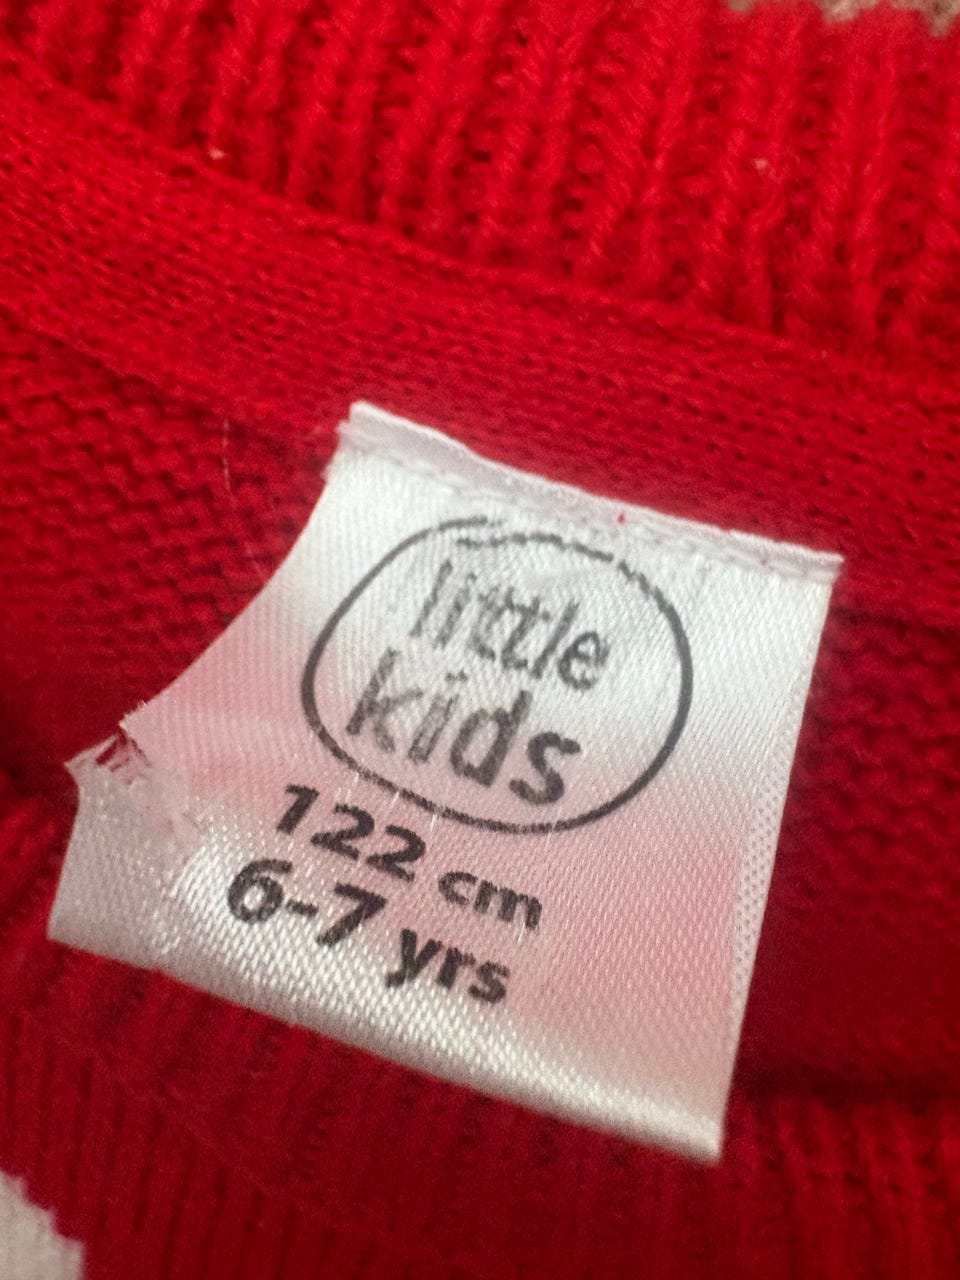 little
kids
122 cm
6-7 yrs